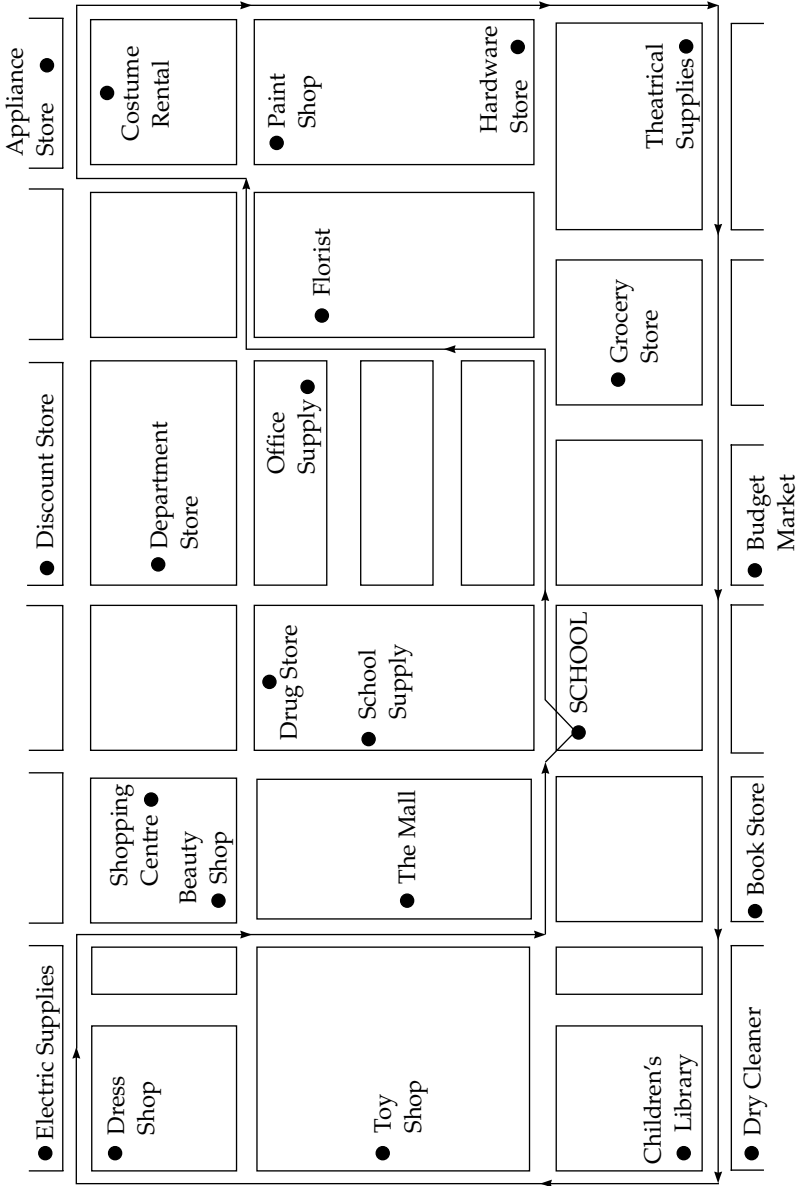 Electric Supplies
Discount Store
Appliance
Store
Dress
Shop
Shopping
Centre
Beauty
Shop
Department
Store
Costume
Rental
Drug Store
School
Supply
Office
Supply
Florist
Paint
Shop
Hardware
Store
Toy
Shop
The Mall
SCHOOL
Grocery
Store
Theatrical
Supplies
Children's
Library
Dry Cleaner
Book Store
Budget
Market